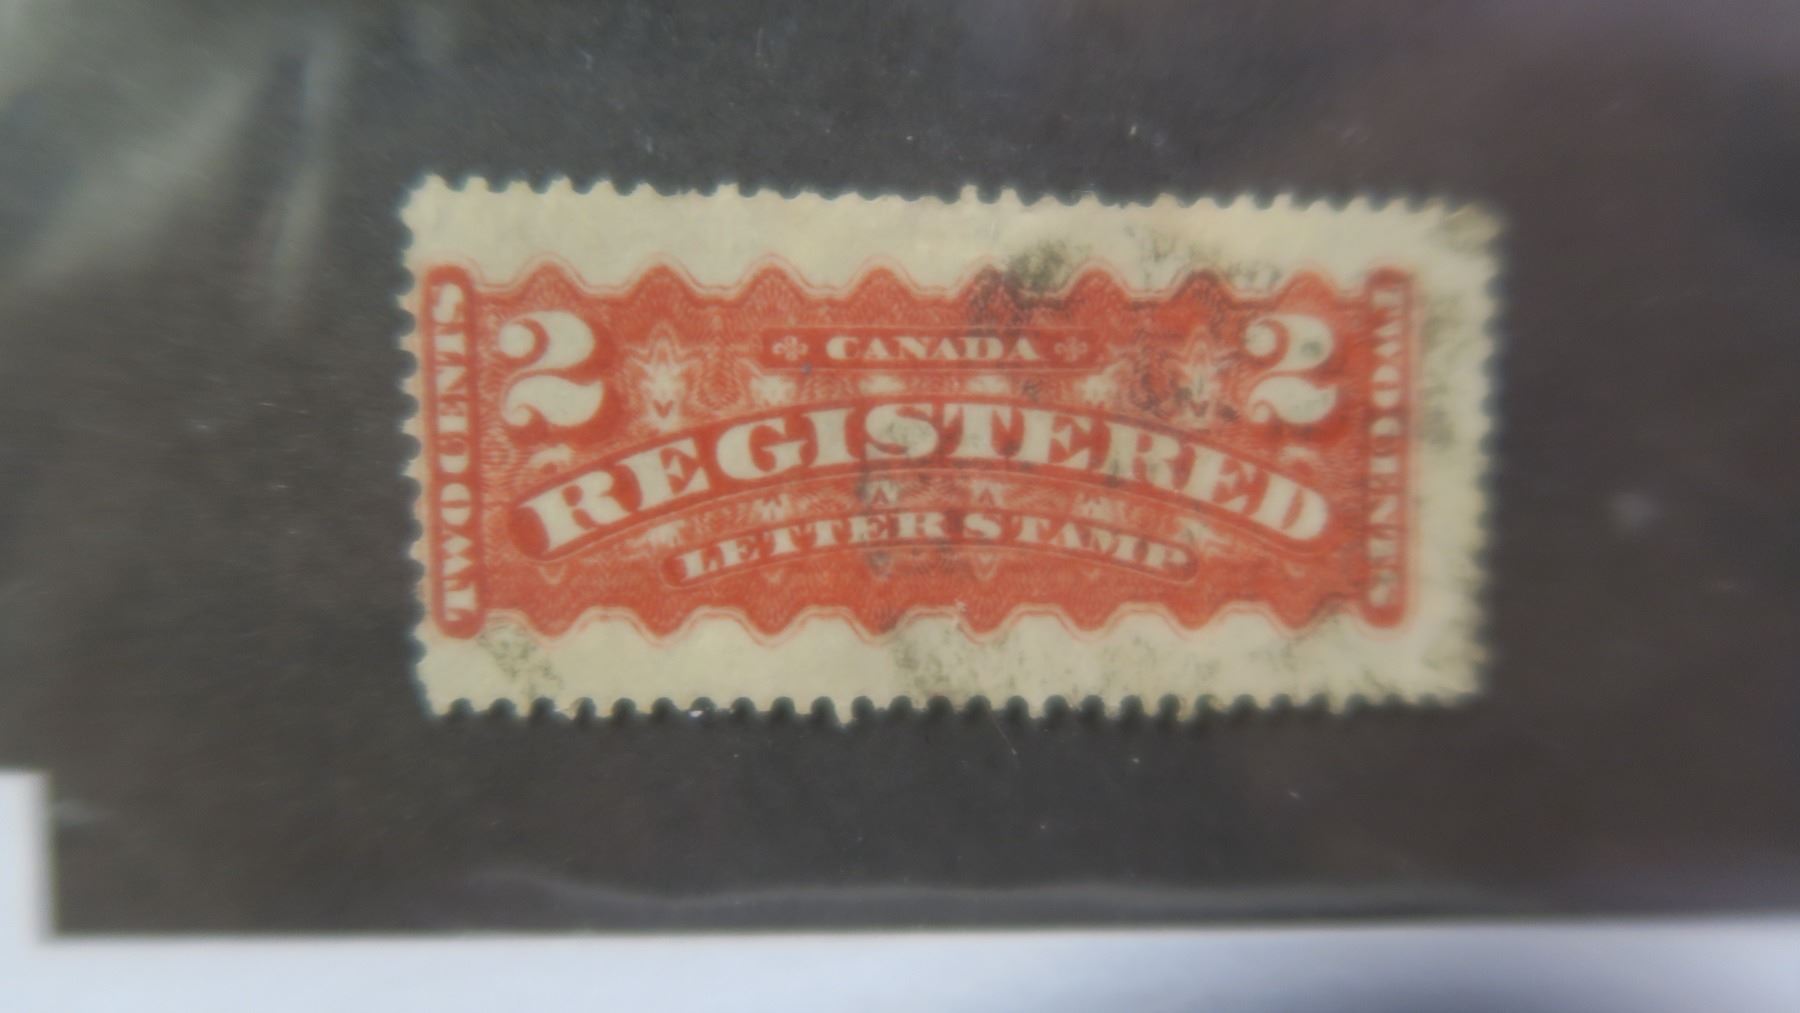 CANADA
2 2
TWO CENTS
TWO CENTS
REGISTERED
LETTER STAMP